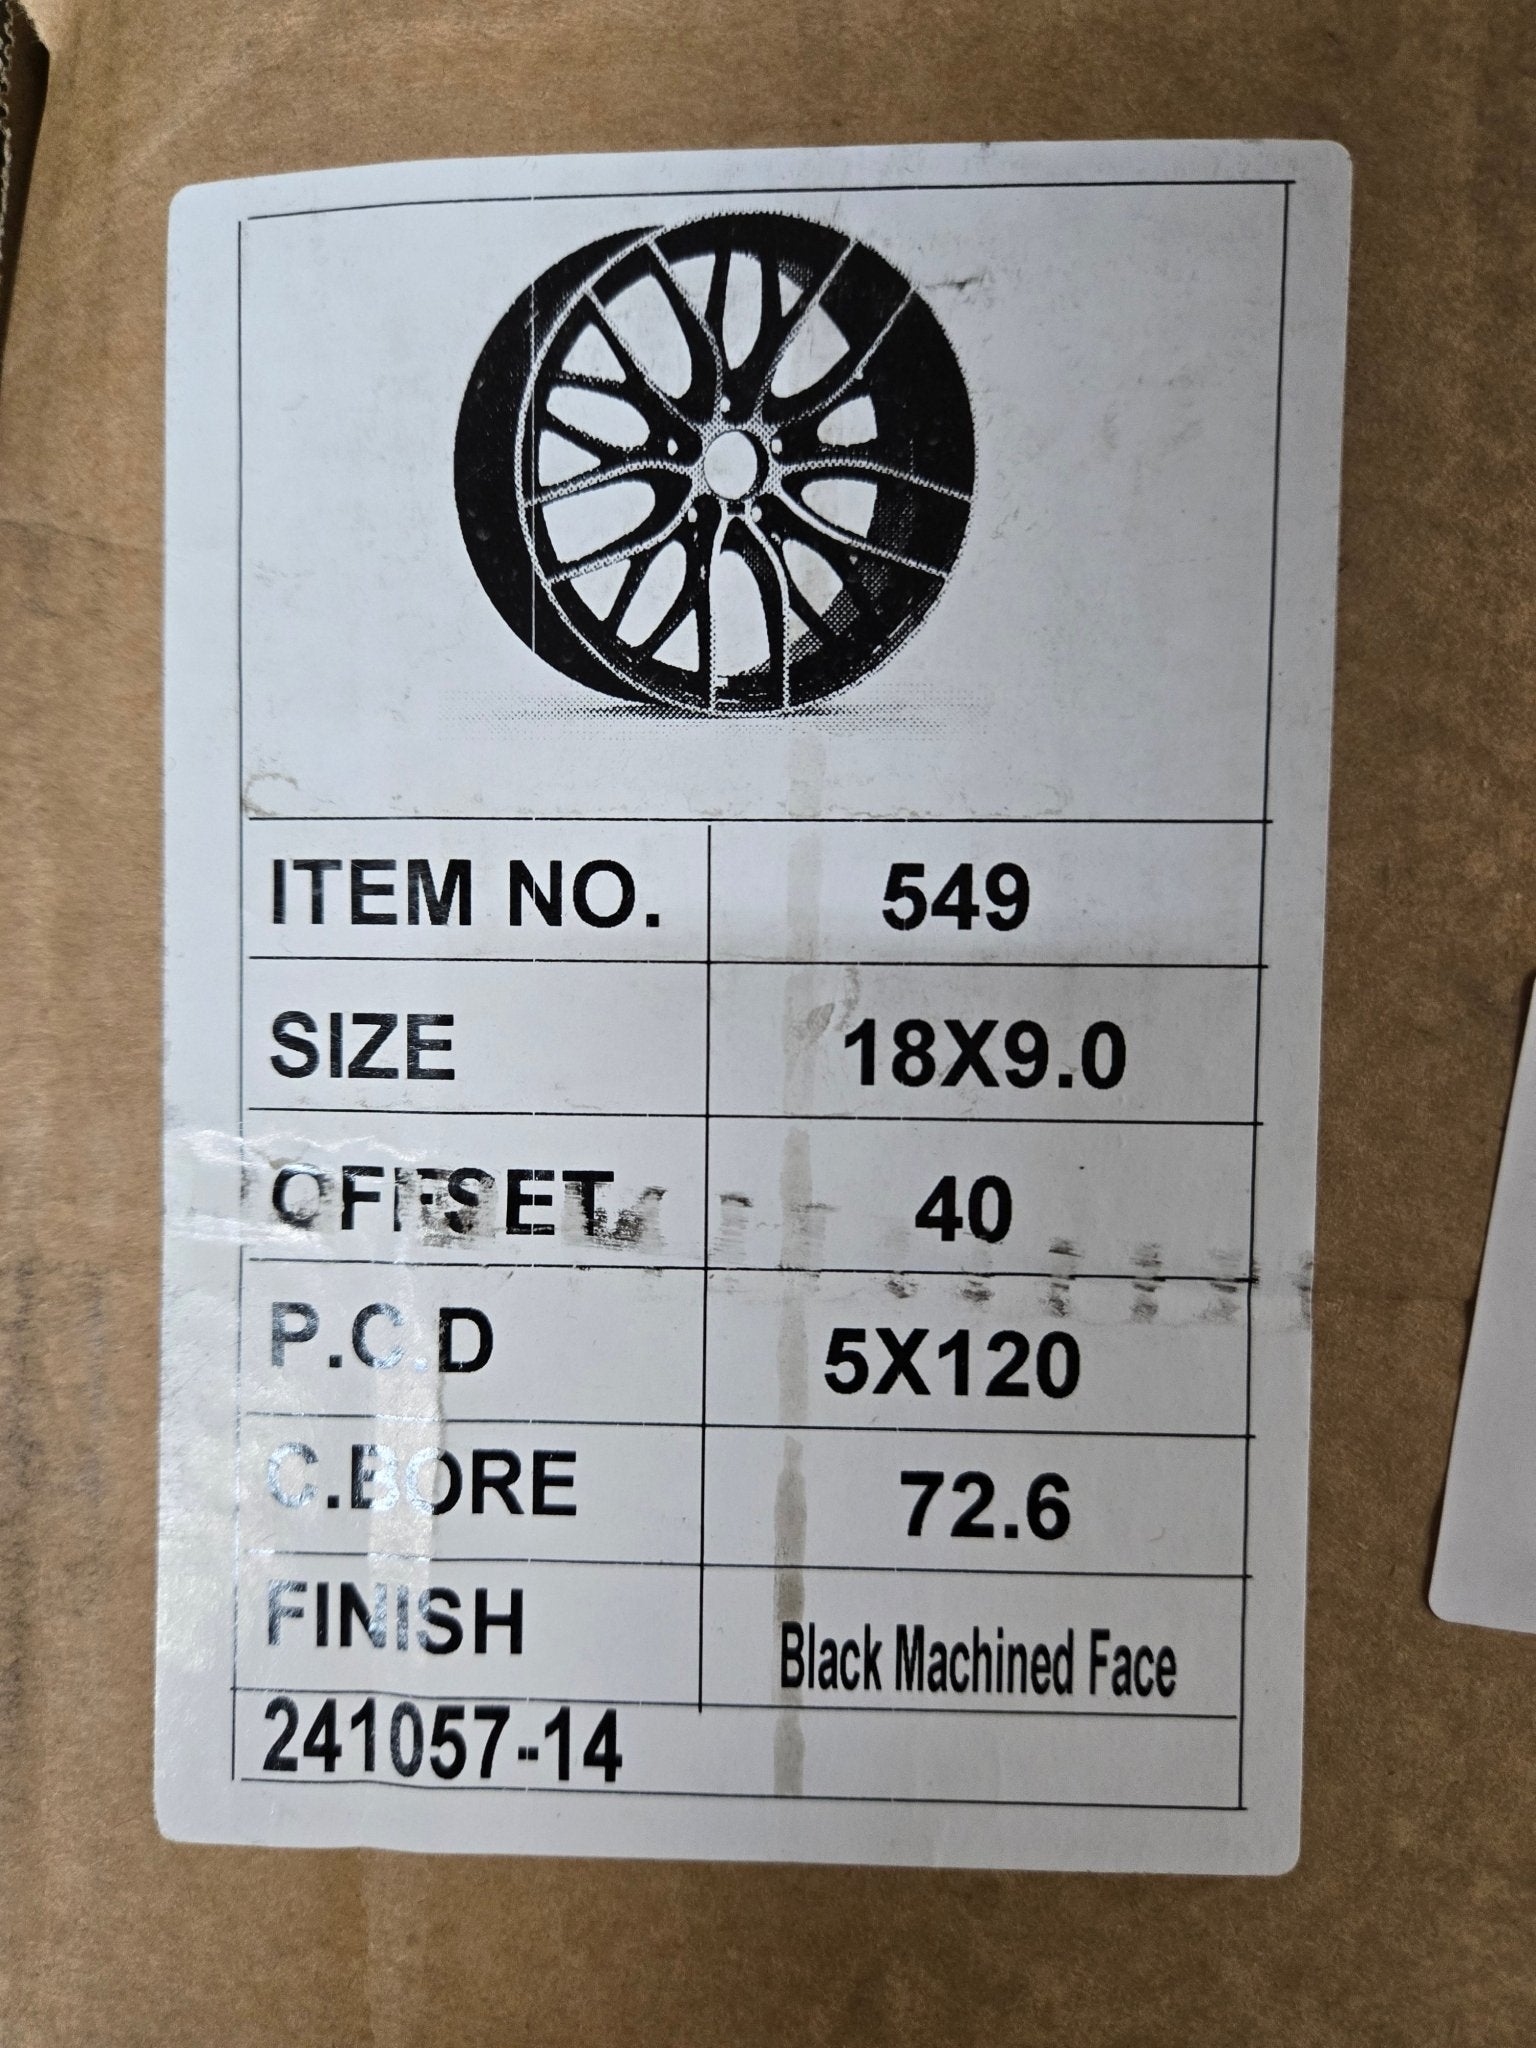 ITEM NO. 549
SIZE 18X9.0
OFFSET 40
P.C.D 5X120
C.BORE 72.6
FINISH Black Machined Face
241057-14